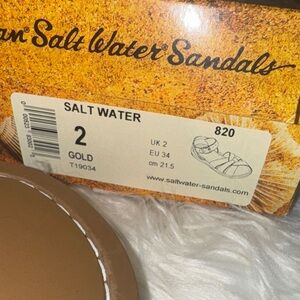 an Salt Water Sandals
SALT WATER
2
820
UK 2
EU 34
cm 21.5
GOLD
T19034
www.saltwater-sandals.com